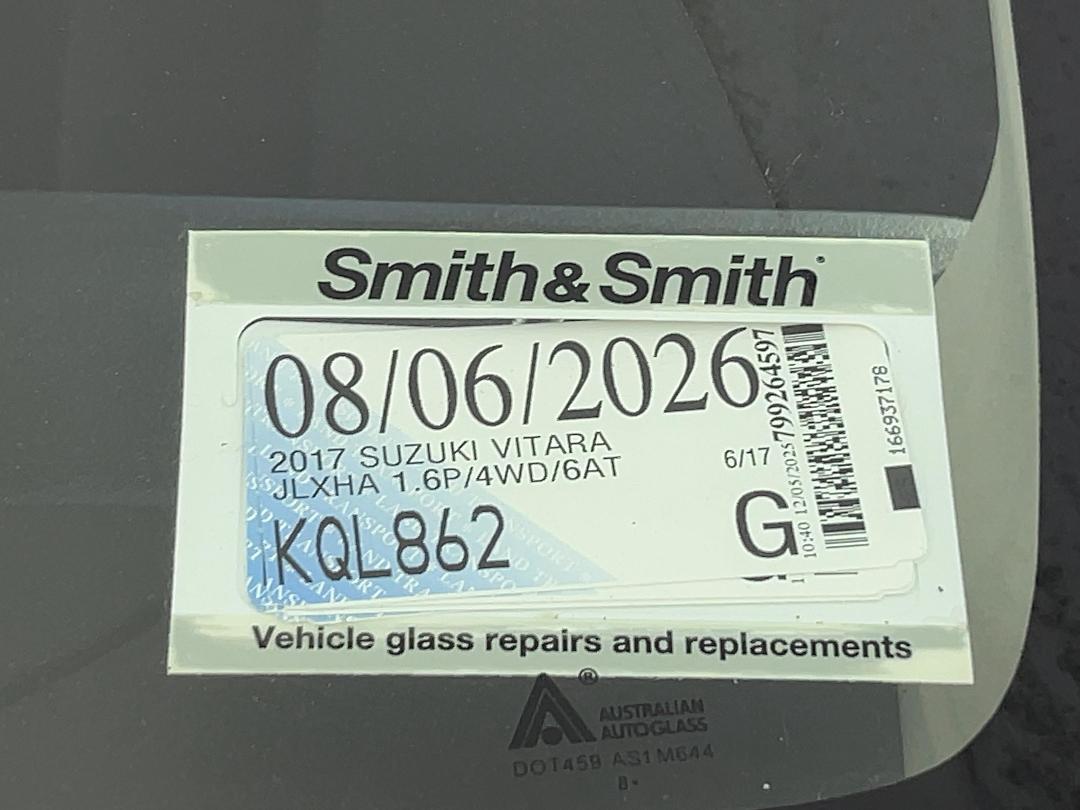 Smith&Smith®
08/06/2026
2017 SUZUKI VITARA
JLXHA 1.6P/4WD/6AT
6/17
KQL862
G
10:40 12/05/2025
799264597
166937178
Vehicle glass repairs and replacements
®
AUSTRALIAN
AUTOGLASS
DOT459 AS1 M644